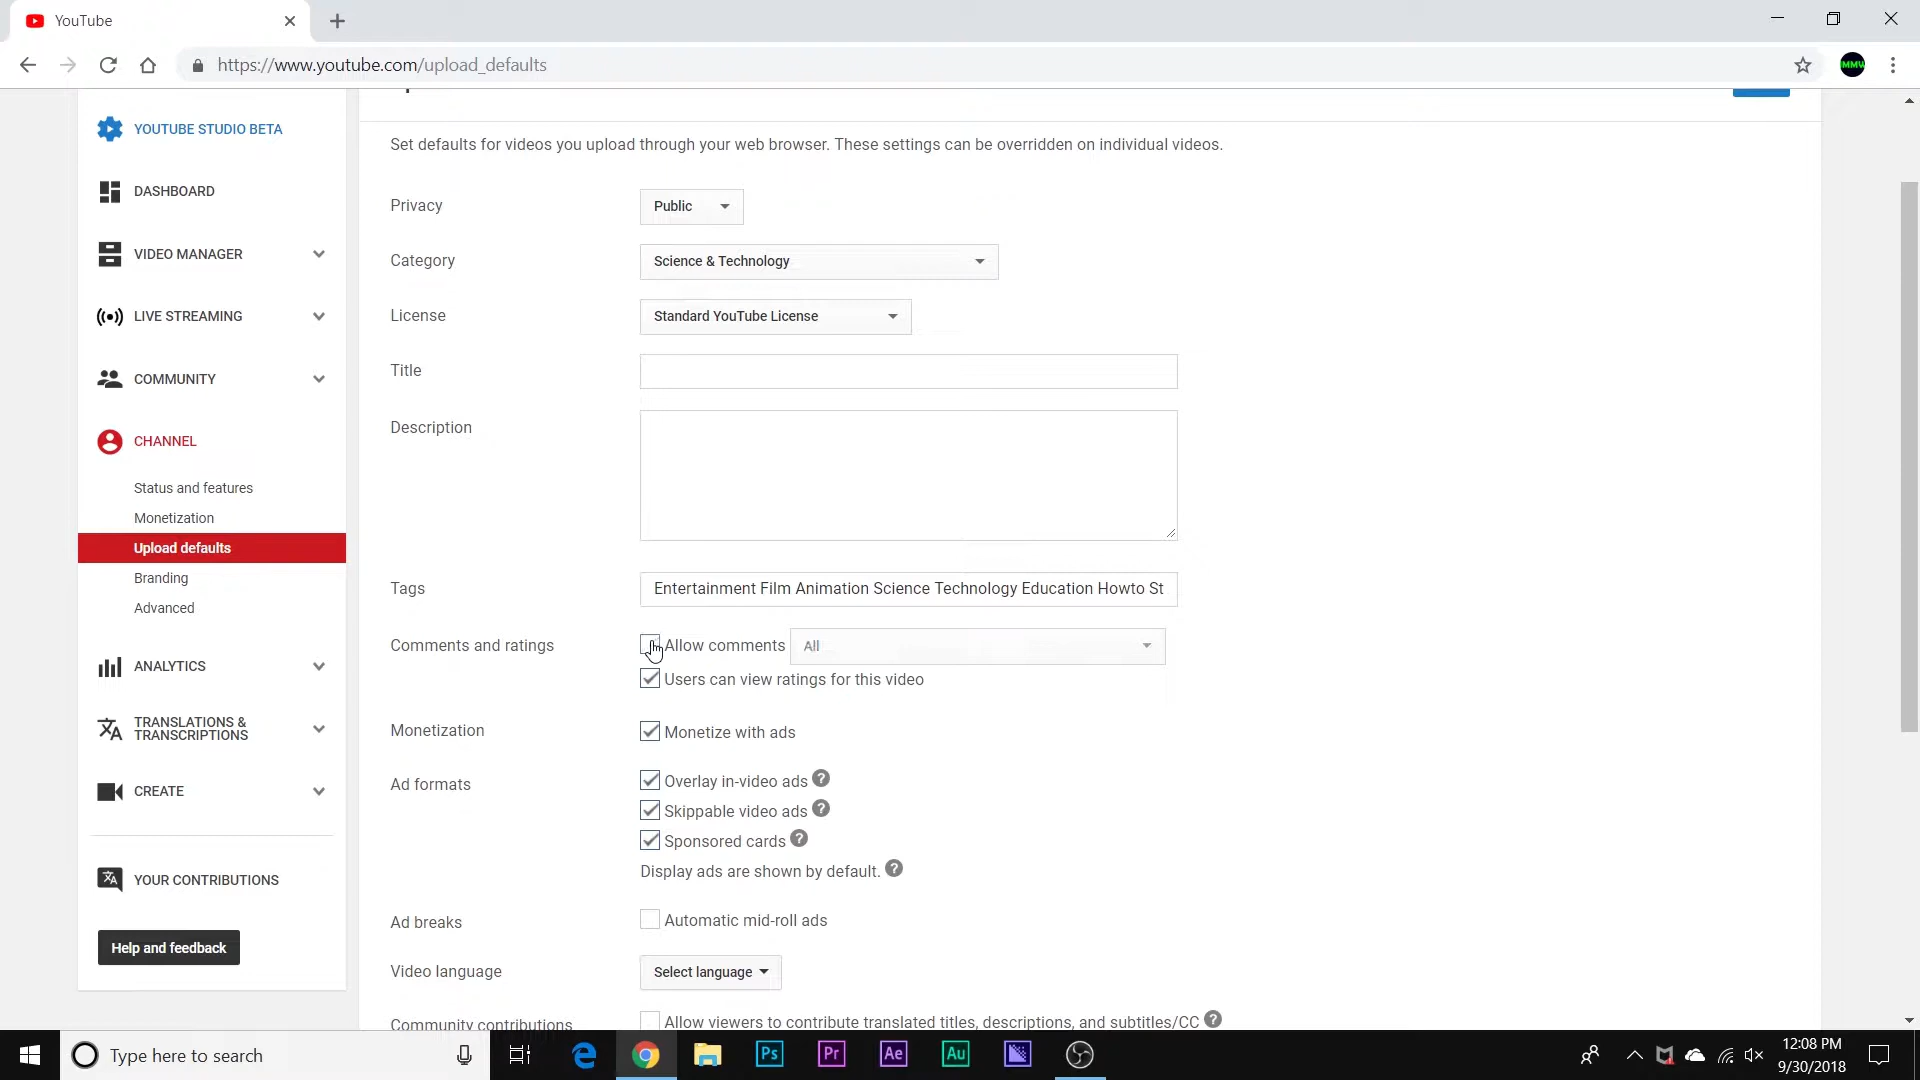 YouTube
https://www.youtube.com/upload_defaults
MMW
YOUTUBE STUDIO BETA
DASHBOARD
VIDEO MANAGER
LIVE STREAMING
COMMUNITY
CHANNEL
Status and features
Monetization
Upload defaults
Branding
Advanced
ANALYTICS
TRANSLATIONS &
TRANSCRIPTIONS
CREATE
YOUR CONTRIBUTIONS
Help and feedback
Set defaults for videos you upload through your web browser. These settings can be overridden on individual videos.
Privacy Public
Category Science & Technology
License Standard YouTube License
Title
Description
Tags Entertainment Film Animation Science Technology Education Howto St
Comments and ratings Allow comments All
Users can view ratings for this video
Monetization Monetize with ads
Ad formats Overlay in-video ads ?
Skippable video ads ?
Sponsored cards ?
Display ads are shown by default. ?
Ad breaks Automatic mid-roll ads
Video language Select language
Community contributions Allow viewers to contribute translated titles, descriptions, and subtitles/CC ?
Type here to search
Ps
Pr
Ae
Au
12:08 PM
9/30/2018